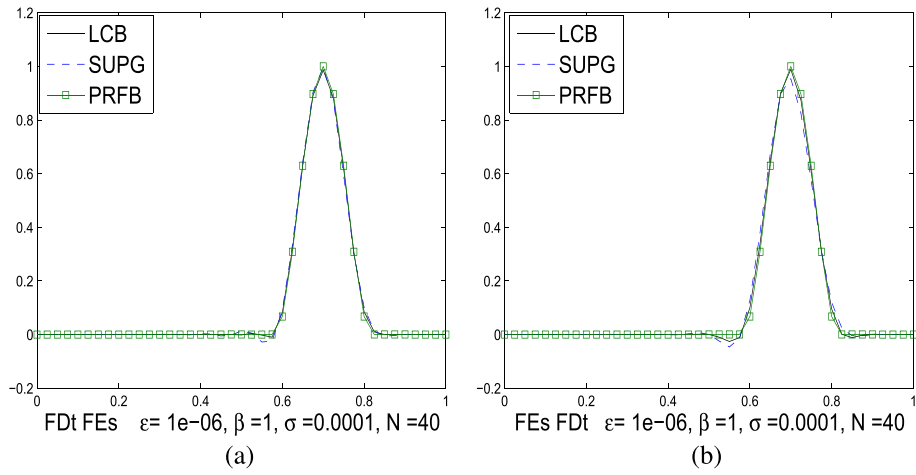 1.2
1
0.8
0.6
0.4
0.2
0
−0.2
LCB
SUPG
PRFB
0 0.2 0.4 0.6 0.8 1
FDt FEs ε= 1e−06, β =1, σ =0.0001, N =40
(a)
1.2
1
0.8
0.6
0.4
0.2
0
−0.2
LCB
SUPG
PRFB
0 0.2 0.4 0.6 0.8 1
FEs FDt ε= 1e−06, β =1, σ =0.0001, N =40
(b)